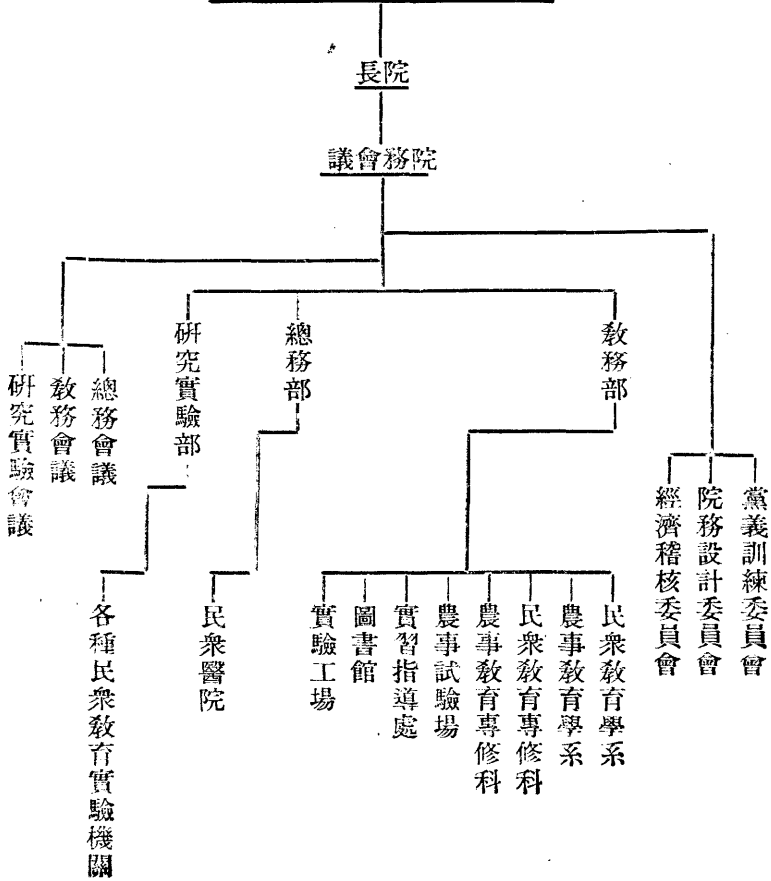 院長
院務會議
教務部
總務部
研究實驗部
總務會議
教務會議
研究實驗會議
黨義訓練委員會
院務設計委員會
經濟稽核委員會
民衆教育學系
農事教育學系
民衆教育專修科
農事教育專修科
農事試驗場
實習指導處
圖書館
實驗工場
民衆醫院
各種民衆教育實驗機關